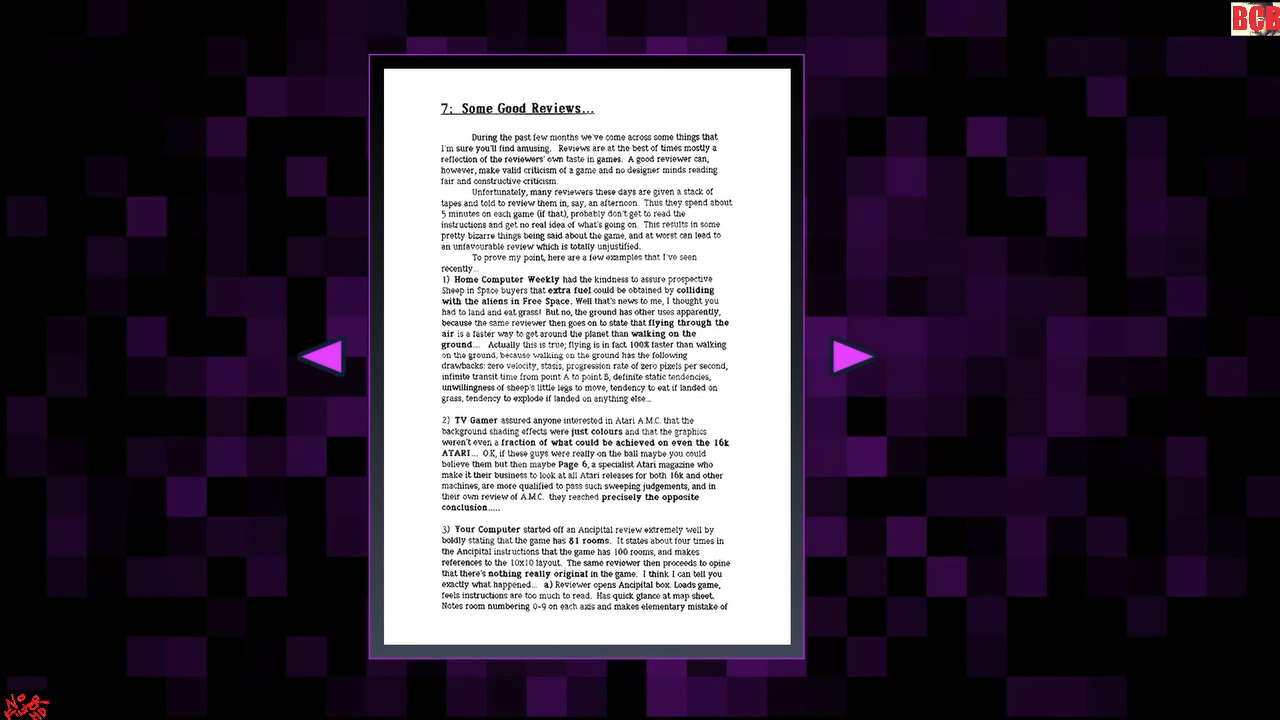 BCB
7: Some Good Reviews...
During the past few months we've come across some things that
I'm sure you'll find amusing. Reviews are at the best of times mostly a
reflection of the reviewers' own taste in games. A good reviewer can,
however, make valid criticism of a game and no designer minds reading
fair and constructive criticism.
Unfortunately, many reviewers these days are given a stack of
tapes and told to review them in, say, an afternoon. Thus they spend about
5 minutes on each game (if that), probably don't get to read the
instructions and get no real idea of what's going on. This results in some
pretty bizarre things being said about the game, and at worst can lead to
an unfavourable review which is totally unjustified.
To prove my point, here are a few examples that I've seen
recently...
1) Home Computer Weekly had the kindness to assure prospective
Sheep in Space buyers that extra fuel could be obtained by colliding
with the aliens in Free Space. Well that's news to me, I thought you
had to land and eat grass! But no, the ground has other uses apparently,
because the same reviewer then goes on to state that flying through the
air is a faster way to get around the planet than walking on the
ground... Actually this is true; flying is in fact 100% faster than walking
on the ground, because walking on the ground has the following
drawbacks: zero velocity, stasis, progression rate of zero pixels per second,
infinite transit time from point A to point B, definite static tendencies,
unwillingness of sheep's little legs to move, tendency to eat if landed on
grass, tendency to explode if landed on anything else...
2) TV Gamer assured anyone interested in Atari A.M.C. that the
background shading effects were just colours and that the graphics
weren't even a fraction of what could be achieved on even the 16k
ATARI... O.K, if these guys were really on the ball maybe you could
believe them but then maybe Page 6, a specialist Atari magazine who
make it their business to look at all Atari releases for both 16k and other
machines, are more qualified to pass such sweeping judgements, and in
their own review of A.M.C. they reached precisely the opposite
conclusion.....
3) Your Computer started off an Ancipital review extremely well by
boldly stating that the game has 81 rooms. It states about four times in
the Ancipital instructions that the game has 100 rooms, and makes
references to the 10x10 layout. The same reviewer then proceeds to opine
that there's nothing really original in the game. I think I can tell you
exactly what happened... a) Reviewer opens Ancipital box. Loads game,
feels instructions are too much to read. Has quick glance at map sheet.
Notes room numbering 0-9 on each axis and makes elementary mistake of